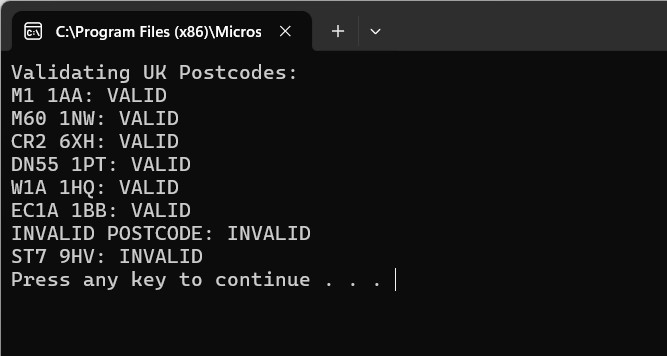 C:\Program Files (x86)\Micros
Validating UK Postcodes:
M1 1AA: VALID
M60 1NW: VALID
CR2 6XH: VALID
DN55 1PT: VALID
W1A 1HQ: VALID
EC1A 1BB: VALID
INVALID POSTCODE: INVALID
ST7 9HV: INVALID
Press any key to continue . . .